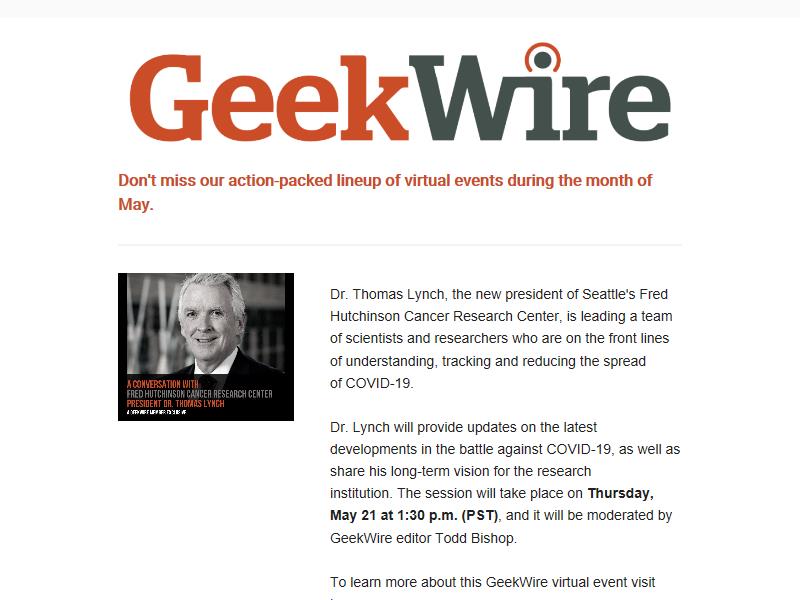 GeekWire
Don't miss our action-packed lineup of virtual events during the month of
May.
A CONVERSATION WITH
FRED HUTCHINSON CANCER RESEARCH CENTER
PRESIDENT DR. THOMAS LYNCH
A GEEKWIRE MEMBER EXCLUSIVE
Dr. Thomas Lynch, the new president of Seattle's Fred
Hutchinson Cancer Research Center, is leading a team
of scientists and researchers who are on the front lines
of understanding, tracking and reducing the spread
of COVID-19.
Dr. Lynch will provide updates on the latest
developments in the battle against COVID-19, as well as
share his long-term vision for the research
institution. The session will take place on Thursday,
May 21 at 1:30 p.m. (PST), and it will be moderated by
GeekWire editor Todd Bishop.
To learn more about this GeekWire virtual event visit